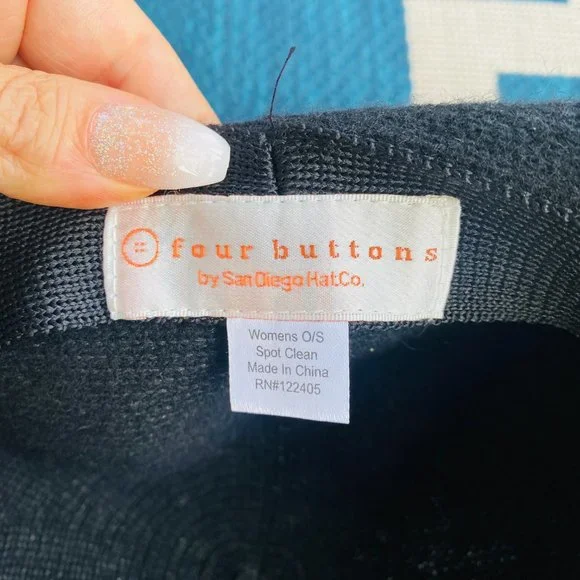 four buttons
by San Diego Hat Co.
Womens O/S
Spot Clean
Made In China
RN#122405